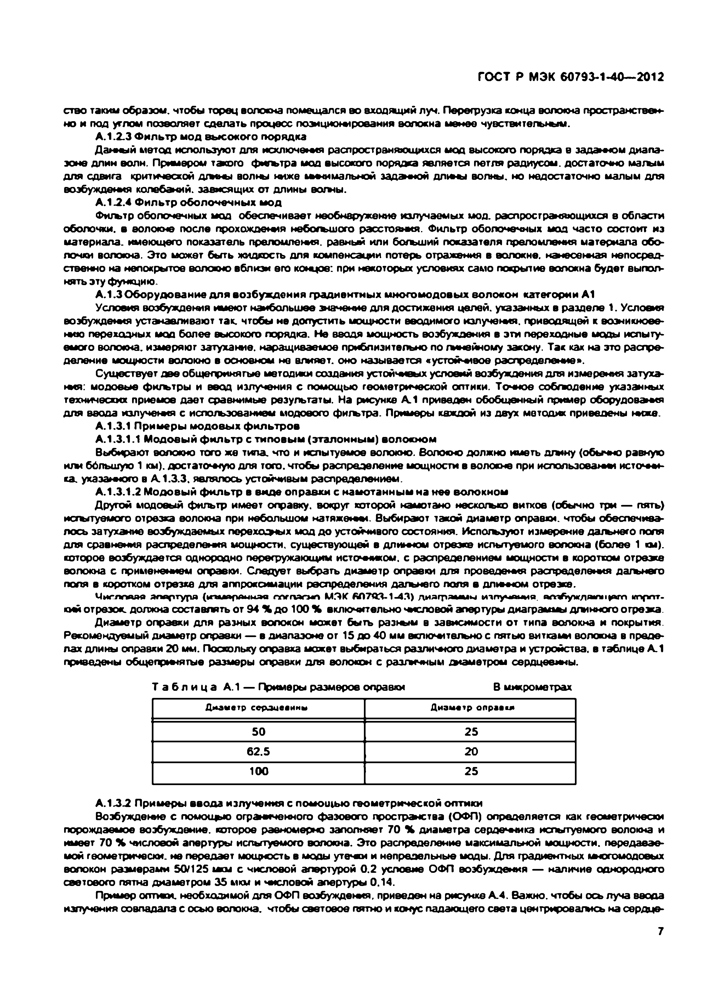 ГОСТ Р МЭК 60793-1-40—2012
ство таким образом, чтобы торец волокна помещался во входящий луч. Перегрузка конца волокна пространствен-
но и под углом позволяет сделать процесс позиционирования волокна менее чувствительным.
А.1.2.3 Фильтр мод высокого порядка
Данный метод используют для исключения распространяющихся мод высокого порядка в заданном диапа-
зоне длин волн. Примером такого фильтра мод высокого порядка является петля радиусом, достаточно малым
для сдвига критической длины волны ниже минимальной заданной длины волны, но недостаточно малым для
возбуждения колебаний, зависящих от длины волны.
А.1.2.4 Фильтр оболочечных мод
Фильтр оболочечных мод обеспечивает необнаружение излучаемых мод, распространяющихся в области
оболочки, в волокне после прохождения небольшого расстояния. Фильтр оболочечных мод часто состоит из
материала, имеющего показатель преломления, равный или больший показателя преломления материала обо-
лочки волокна. Это может быть жидкость для компенсации потерь отражения в волокне, нанесенная непосред-
ственно на непокрытое волокно вблизи его концов; при некоторых условиях само покрытие волокна будет выпол-
нять эту функцию.
А.1.3 Оборудование для возбуждения градиентных многомодовых волокон категории А1
Условия возбуждения имеют наибольшее значение для достижения целей, указанных в разделе 1. Условия
возбуждения устанавливают так, чтобы не допустить мощности вводимого излучения, приводящей к возникнове-
нию переходных мод более высокого порядка. Не вводя мощность возбуждения в эти переходные моды испыту-
емого волокна, измеряют затухание, наращиваемое приблизительно по линейному закону. Так как на это распре-
деление мощности волокно в основном не влияет, оно называется «устойчивое распределение».
Существует две общепринятые методики создания устойчивых условий возбуждения для измерения затуха-
ния: модовые фильтры и ввод излучения с помощью геометрической оптики. Точное соблюдение указанных
технических приемов дает сравнимые результаты. На рисунке А.1 приведен обобщенный пример оборудования
для ввода излучения с использованием модового фильтра. Примеры каждой из двух методик приведены ниже.
А.1.3.1 Примеры модовых фильтров
А.1.3.1.1 Модовый фильтр с типовым (эталонным) волокном
Выбирают волокно того же типа, что и испытуемое волокно. Волокно должно иметь длину (обычно равную
или бóльшую 1 км), достаточную для того, чтобы распределение мощности в волокне при использовании источни-
ка, указанного в А.1.3.3, являлось устойчивым распределением.
А.1.3.1.2 Модовый фильтр в виде оправки с намотанным на нее волокном
Другой модовый фильтр имеет оправку, вокруг которой намотано несколько витков (обычно три — пять)
испытуемого отрезка волокна при небольшом натяжении. Выбирают такой диаметр оправки, чтобы обеспечива-
лось затухание возбуждаемых переходных мод до устойчивого состояния. Используют измерение дальнего поля
для сравнения распределения мощности, существующей в длинном отрезке испытуемого волокна (более 1 км),
которое возбуждается однородно перегружающим источником, с распределением мощности в коротком отрезке
волокна с применением оправки. Следует выбрать диаметр оправки для проведения распределения дальнего
поля в коротком отрезке для аппроксимации распределения дальнего поля в длинном отрезке.
Числовая апертура (измеренная согласно МЭК 60793-1-43) диаграммы излучения, возбуждающего корот-
кий отрезок, должна составлять от 94 % до 100 % включительно числовой апертуры диаграммы длинного отрезка.
Диаметр оправки для разных волокон может быть разным в зависимости от типа волокна и покрытия.
Рекомендуемый диаметр оправки — в диапазоне от 15 до 40 мм включительно с пятью витками волокна в преде-
лах длины оправки 20 мм. Поскольку оправка может выбираться различного диаметра и устройства, в таблице А.1
приведены общепринятые размеры оправки для волокон с различным диаметром сердцевины.
Таблица А.1 — Примеры размеров оправки В микрометрах
Диаметр сердцевины Диаметр оправки
50 25
62,5 20
100 25
А.1.3.2 Примеры ввода излучения с помощью геометрической оптики
Возбуждение с помощью ограниченного фазового пространства (ОФП) определяется как геометрически
порождаемое возбуждение, которое равномерно заполняет 70 % диаметра сердечника испытуемого волокна и
имеет 70 % числовой апертуры испытуемого волокна. Это распределение максимальной мощности, передавае-
мой геометрически, не передает мощность в моды утечки и непредельные моды. Для градиентных многомодовых
волокон размерами 50/125 мкм с числовой апертурой 0,2 условие ОФП возбуждения — наличие однородного
светового пятна диаметром 35 мкм и числовой апертуры 0,14.
Пример оптики, необходимой для ОФП возбуждения, приведен на рисунке А.4. Важно, чтобы ось луча ввода
излучения совпадала с осью волокна, чтобы световое пятно и конус падающего света центрировались на сердце-
7